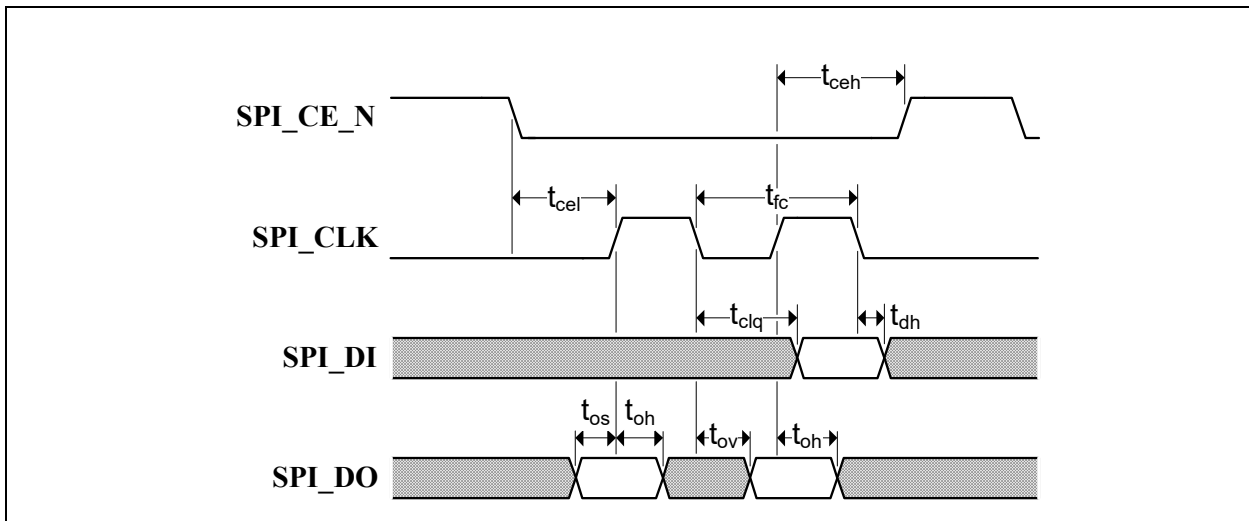 t_ceh
SPI_CE_N
t_cel
t_fc
SPI_CLK
t_clq
t_dh
SPI_DI
t_os
t_oh
t_ov
t_oh
SPI_DO